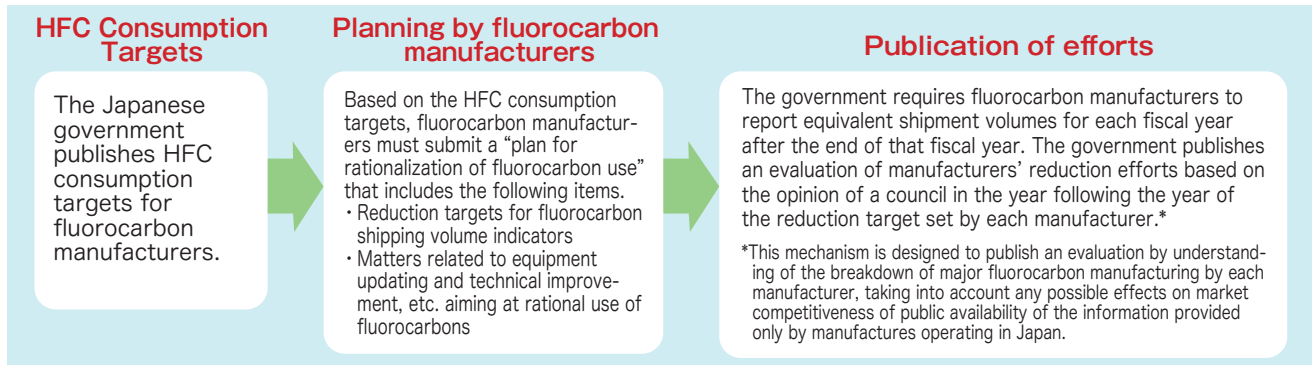 HFC Consumption
Targets
The Japanese
government
publishes HFC
consumption
targets for
fluorocarbon
manufacturers.
Planning by fluorocarbon
manufacturers
Based on the HFC consumption
targets, fluorocarbon manufactur-
ers must submit a “plan for
rationalization of fluorocarbon use”
that includes the following items.
・Reduction targets for fluorocarbon
shipping volume indicators
・Matters related to equipment
updating and technical improve-
ment, etc. aiming at rational use of
fluorocarbons
Publication of efforts
The government requires fluorocarbon manufacturers to
report equivalent shipment volumes for each fiscal year
after the end of that fiscal year. The government publishes
an evaluation of manufacturers’ reduction efforts based on
the opinion of a council in the year following the year of
the reduction target set by each manufacturer.*
*This mechanism is designed to publish an evaluation by understand-
ing of the breakdown of major fluorocarbon manufacturing by each
manufacturer, taking into account any possible effects on market
competitiveness of public availability of the information provided
only by manufactures operating in Japan.